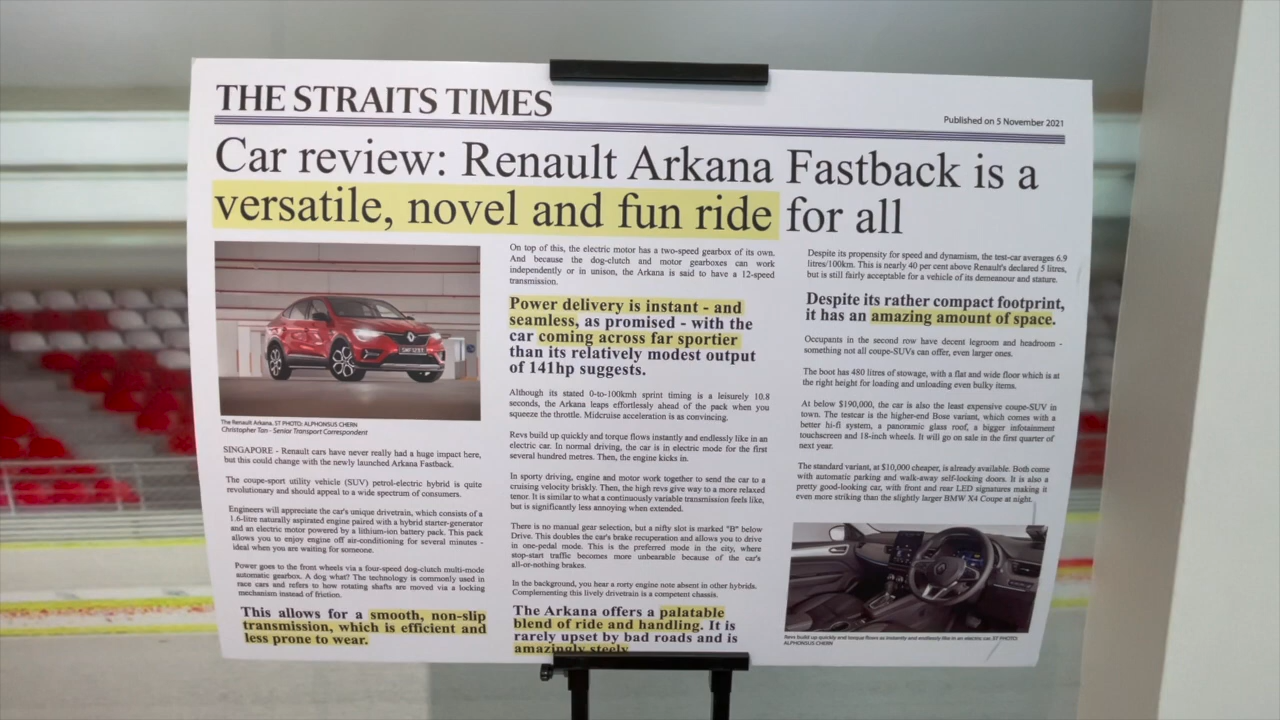 THE STRAITS TIMES
Published on 5 November 2021
Car review: Renault Arkana Fastback is a
versatile, novel and fun ride for all
The Renault Arkana. ST PHOTO: ALPHONSUS CHERN
Christopher Tan - Senior Transport Correspondent
SINGAPORE - Renault cars have never really had a huge impact here,
but this could change with the newly launched Arkana Fastback.
The coupe-sport utility vehicle (SUV) petrol-electric hybrid is quite
revolutionary and should appeal to a wide spectrum of consumers.
Engineers will appreciate the car's unique drivetrain, which consists of a
1.6-litre naturally aspirated engine paired with a hybrid starter-generator
and an electric motor powered by a lithium-ion battery pack. This pack
allows you to enjoy engine off air-conditioning for several minutes -
ideal when you are waiting for someone.
Power goes to the front wheels via a four-speed dog-clutch multi-mode
automatic gearbox. A dog what? The technology is commonly used in
race cars and refers to how rotating shafts are moved via a locking
mechanism instead of friction.
This allows for a smooth, non-slip
transmission, which is efficient and
less prone to wear.
On top of this, the electric motor has a two-speed gearbox of its own.
And because the dog-clutch and motor gearboxes can work
independently or in unison, the Arkana is said to have a 12-speed
transmission.
Power delivery is instant - and
seamless, as promised - with the
car coming across far sportier
than its relatively modest output
of 141hp suggests.
Although its stated 0-to-100kmh sprint timing is a leisurely 10.8
seconds, the Arkana leaps effortlessly ahead of the pack when you
squeeze the throttle. Midcruise acceleration is as convincing.
Revs build up quickly and torque flows instantly and endlessly like in an
electric car. In normal driving, the car is in electric mode for the first
several hundred metres. Then, the engine kicks in.
In sporty driving, engine and motor work together to send the car to a
cruising velocity briskly. Then, the high revs give way to a more relaxed
tenor. It is similar to what a continuously variable transmission feels like,
but is significantly less annoying when extended.
There is no manual gear selection, but a nifty slot is marked "B" below
Drive. This doubles the car's brake recuperation and allows you to drive
in one-pedal mode. This is the preferred mode in the city, where
stop-start traffic becomes more unbearable because of the car's
all-or-nothing brakes.
In the background, you hear a rorty engine note absent in other hybrids.
Complementing this lively drivetrain is a competent chassis.
The Arkana offers a palatable
blend of ride and handling. It is
rarely upset by bad roads and is
amazingly steely
Despite its propensity for speed and dynamism, the test-car averages 6.9
litres/100km. This is nearly 40 per cent above Renault's declared 5 litres,
but is still fairly acceptable for a vehicle of its demeanour and stature.
Despite its rather compact footprint,
it has an amazing amount of space.
Occupants in the second row have decent legroom and headroom -
something not all coupe-SUVs can offer, even larger ones.
The boot has 480 litres of stowage, with a flat and wide floor which is at
the right height for loading and unloading even bulky items.
At below $190,000, the car is also the least expensive coupe-SUV in
town. The testcar is the higher-end Bose variant, which comes with a
better hi-fi system, a panoramic glass roof, a bigger infotainment
touchscreen and 18-inch wheels. It will go on sale in the first quarter of
next year.
The standard variant, at $10,000 cheaper, is already available. Both come
with automatic parking and walk-away self-locking doors. It is also a
pretty good-looking car, with front and rear LED signatures making it
even more striking than the slightly larger BMW X4 Coupe at night.
Revs build up quickly and torque flows as instantly and endlessly like in an electric car. ST PHOTO:
ALPHONSUS CHERN